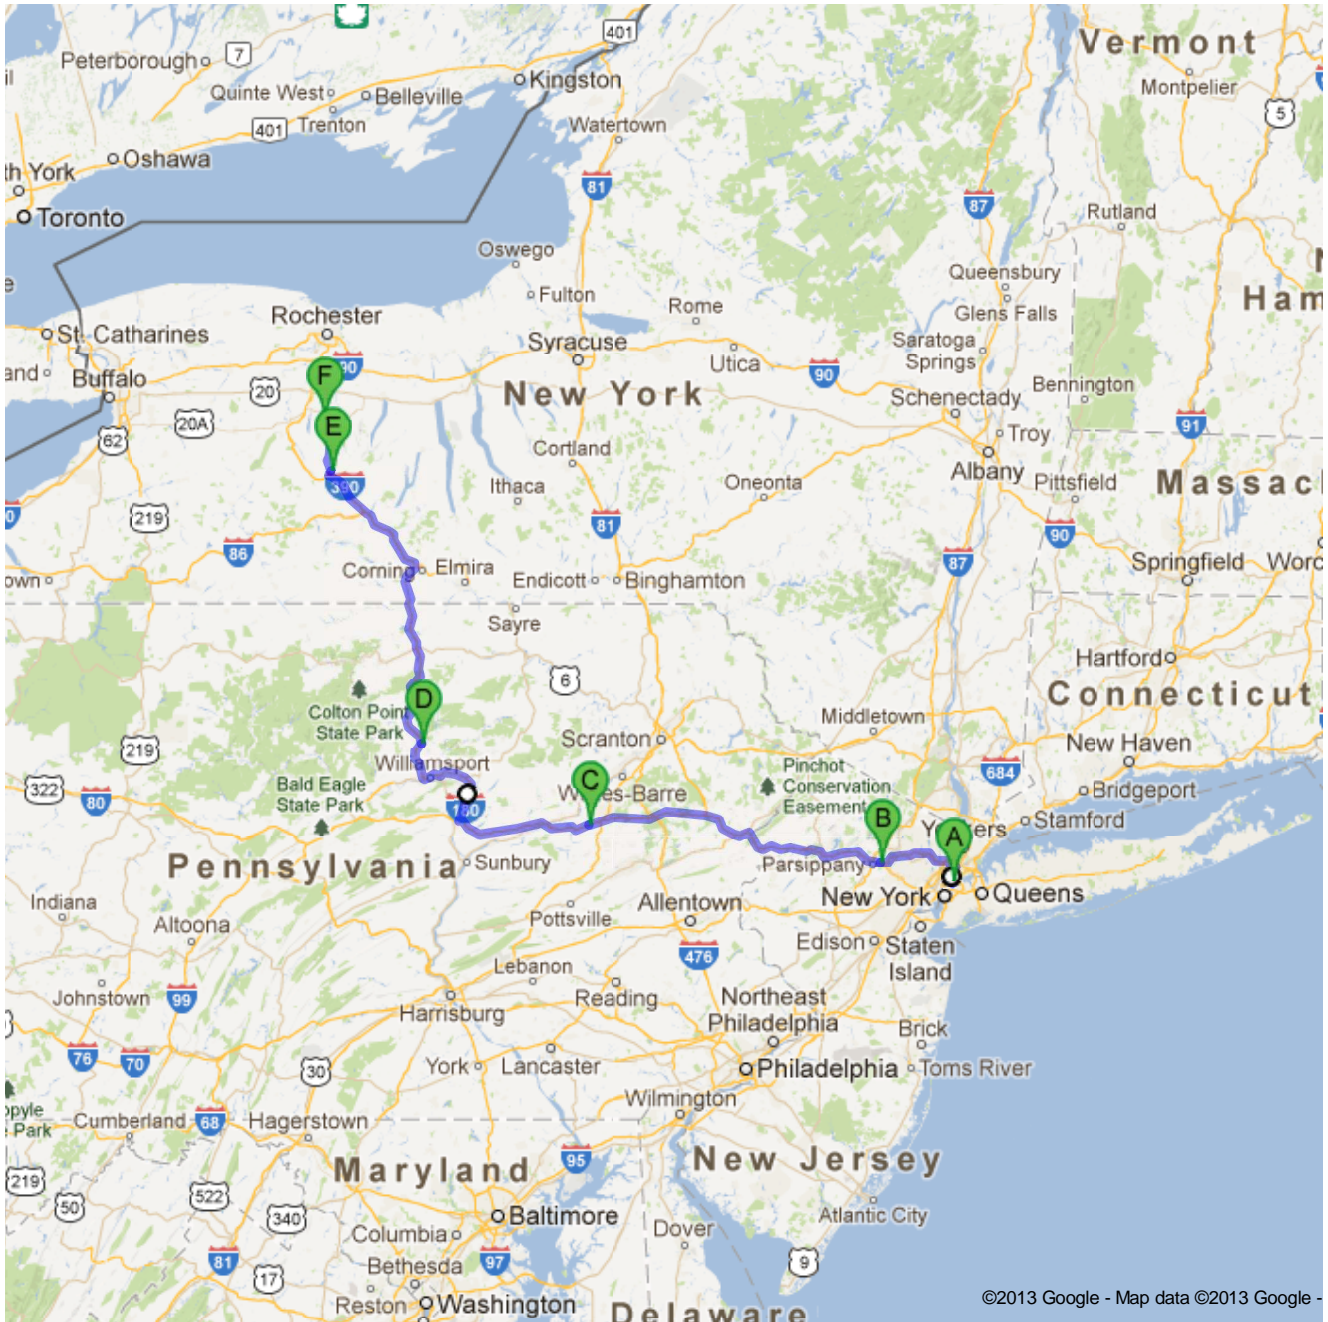 401
Vermont
Peterborough
7
Kingston
Montpelier
Quinte West
Belleville
5
401
Trenton
Watertown
Oshawa
th York
81
87
Toronto
Rutland
Oswego
Queensbury
Fulton
Rome
Glens Falls
Ham
Rochester
St. Catharines
Syracuse
Utica
Saratoga
Springs
90
and
Buffalo
20
F
90
New York
Bennington
Schenectady
20A
E
62
Cortland
Troy
91
Albany
390
Ithaca
Oneonta
Pittsfield
Massac
219
81
90
86
87
Springfield
Worc
own
Corning
Elmira
Endicott
Binghamton
Sayre
Hartford
6
Connecticut
D
Colton Point
State Park
Middletown
219
Scranton
New Haven
Williamsport
684
322
80
Bald Eagle
State Park
180
C
Pinchot
Conservation
Easement
Bridgeport
B
A
Stamford
Pennsylvania
Sunbury
Parsippany
Indiana
Pottsville
Allentown
New York
Queens
Altoona
476
Edison
Staten
Island
Johnstown
99
Lebanon
Reading
Northeast
Philadelphia
Harrisburg
Brick
76
70
30
York
Lancaster
Philadelphia
Toms River
Wilmington
opyle
Park
Cumberland
68
Hagerstown
95
Maryland
New Jersey
219
50
522
340
Baltimore
Atlantic City
Columbia
Dover
81
17
97
9
Bethesda
Reston
Washington
Delaware
©2013 Google - Map data ©2013 Google -